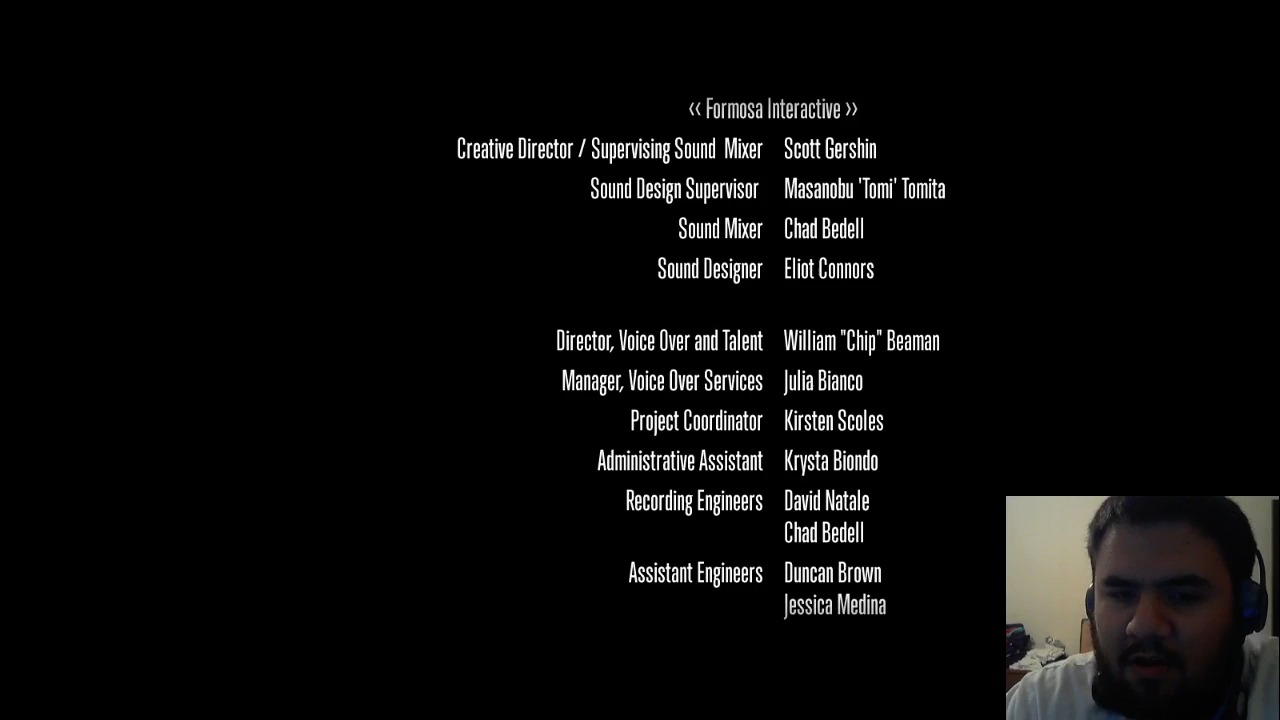 ‹‹ Formosa Interactive ››
Creative Director / Supervising Sound Mixer Scott Gershin
Sound Design Supervisor Masanobu 'Tomi' Tomita
Sound Mixer Chad Bedell
Sound Designer Eliot Connors
Director, Voice Over and Talent William "Chip" Beaman
Manager, Voice Over Services Julia Bianco
Project Coordinator Kirsten Scoles
Administrative Assistant Krysta Biondo
Recording Engineers David Natale
Chad Bedell
Assistant Engineers Duncan Brown
Jessica Medina